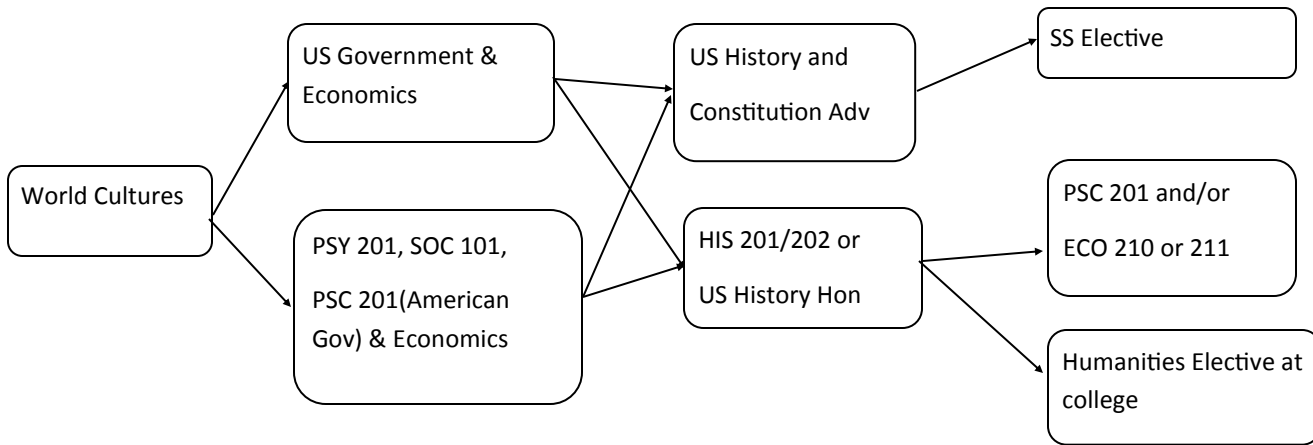 World Cultures
US Government &
Economics
PSY 201, SOC 101,
PSC 201(American
Gov) & Economics
US History and
Constitution Adv
HIS 201/202 or
US History Hon
SS Elective
PSC 201 and/or
ECO 210 or 211
Humanities Elective at
college